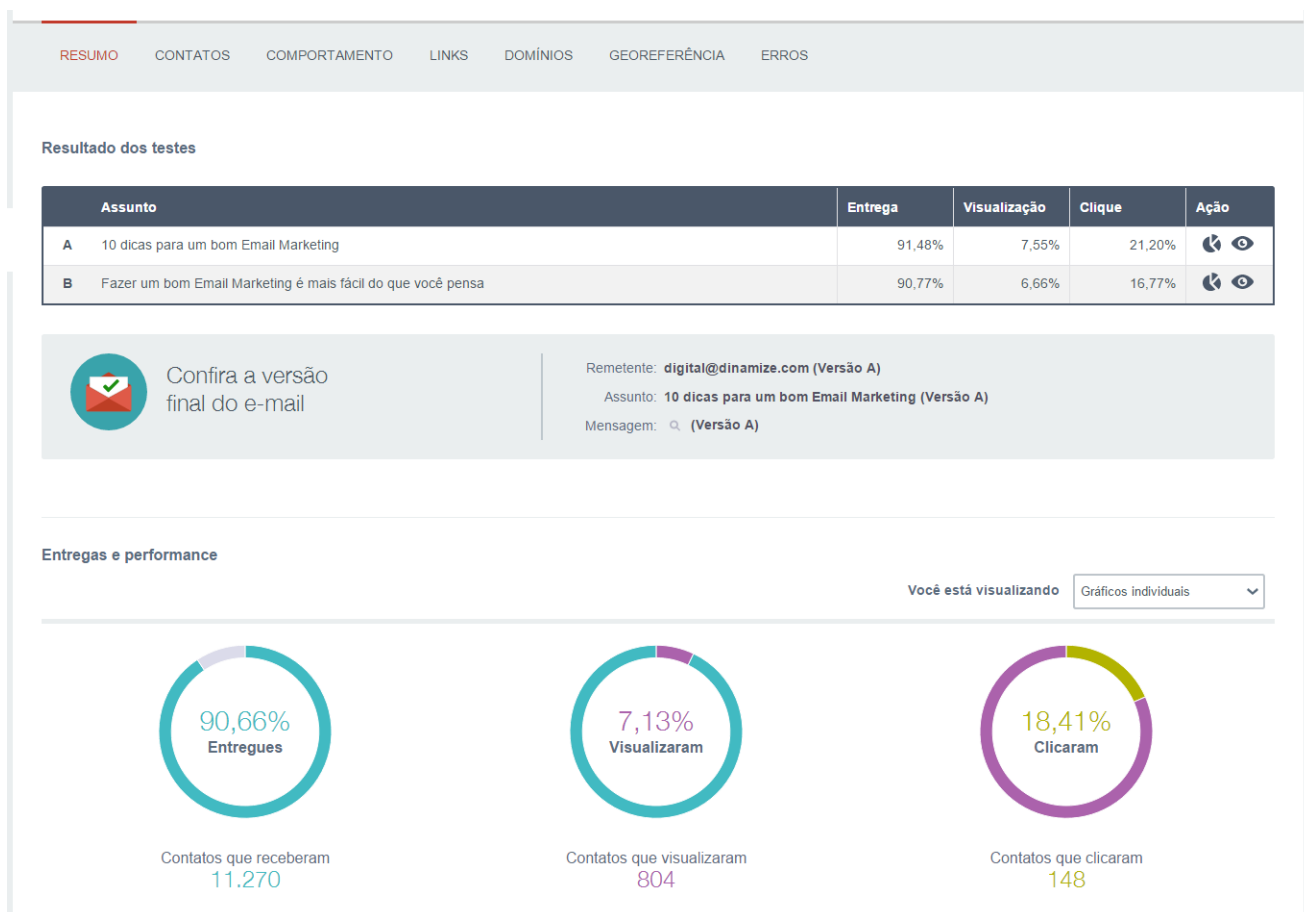 RESUMO CONTATOS COMPORTAMENTO LINKS DOMÍNIOS GEOREFERÊNCIA ERROS
Resultado dos testes
Assunto Entrega Visualização Clique Ação
A 10 dicas para um bom Email Marketing 91,48% 7,55% 21,20%
B Fazer um bom Email Marketing é mais fácil do que você pensa 90,77% 6,66% 16,77%
Confira a versão
final do e-mail
Remetente: digital@dinamize.com (Versão A)
Assunto: 10 dicas para um bom Email Marketing (Versão A)
Mensagem: (Versão A)
Entregas e performance
Você está visualizando Gráficos individuais
90,66%
Entregues
7,13%
Visualizaram
18,41%
Clicaram
Contatos que receberam
11.270
Contatos que visualizaram
804
Contatos que clicaram
148